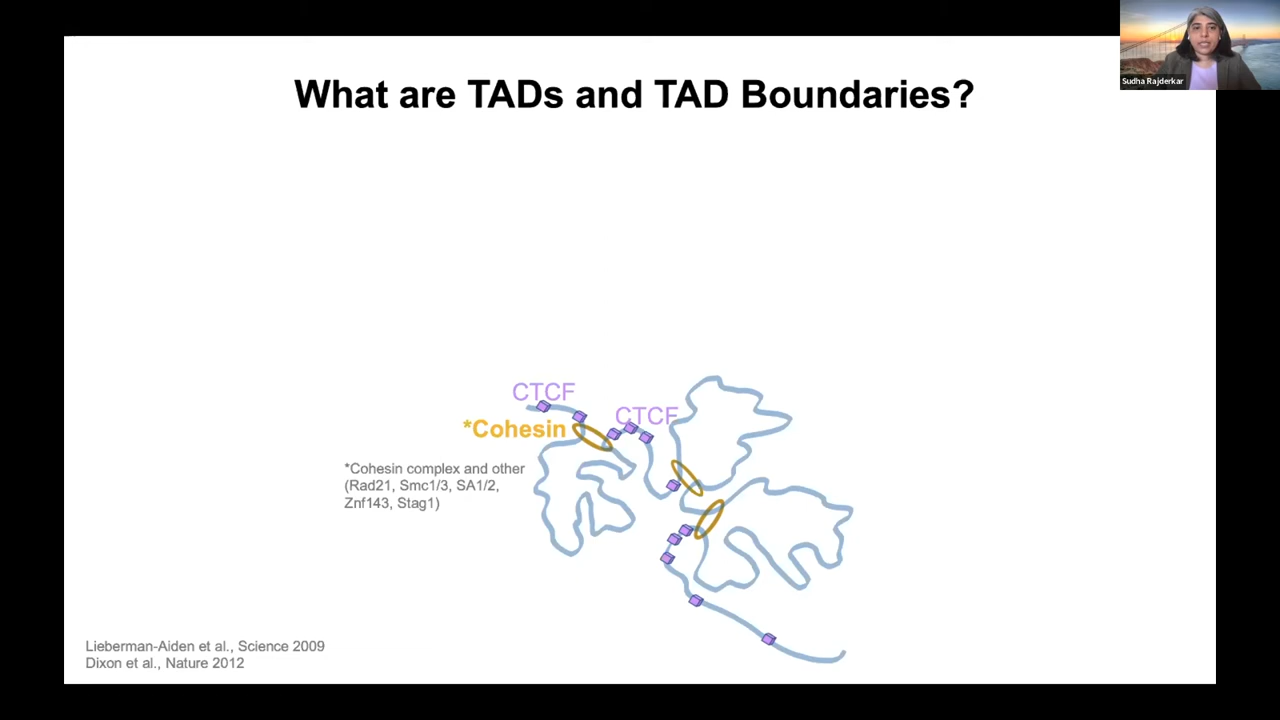 Sudha Rajderkar
What are TADs and TAD Boundaries?
CTCF
CTCF
*Cohesin
*Cohesin complex and other
(Rad21, Smc1/3, SA1/2,
Znf143, Stag1)
Lieberman-Aiden et al., Science 2009
Dixon et al., Nature 2012